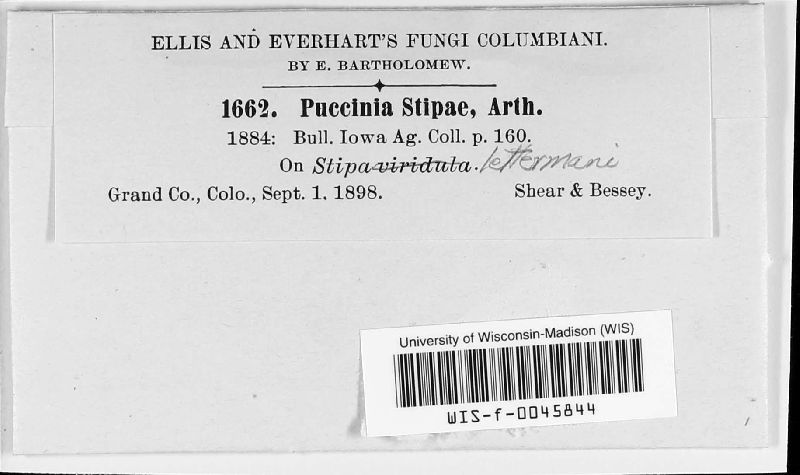 ELLIS AND EVERHART'S FUNGI COLUMBIANI.
BY E. BARTHOLOMEW.
1662. Puccinia Stipae, Arth.
1884: Bull. Iowa Ag. Coll. p. 160.
On Stipa viridula. lettermani
Grand Co., Colo., Sept. 1, 1898. Shear & Bessey.
University of Wisconsin-Madison (WIS)
WIS-f-0045844